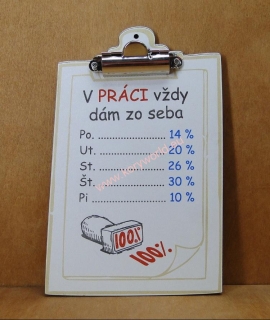 V PRÁCI vždy
dám zo seba
Po. .................... 14 %
Ut. .................... 20 %
St. .................... 26 %
Št. .................... 30 %
Pi .................... 10 %
100%
100%